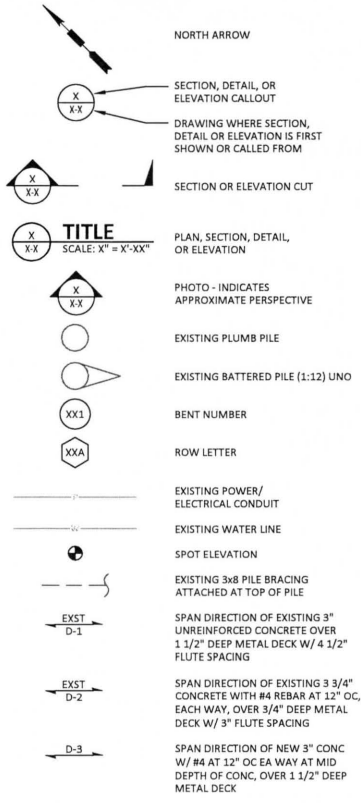 NORTH ARROW
X
X-X
SECTION, DETAIL, OR
ELEVATION CALLOUT
DRAWING WHERE SECTION,
DETAIL OR ELEVATION IS FIRST
SHOWN OR CALLED FROM
X
X-X
SECTION OR ELEVATION CUT
X
X-X
TITLE
SCALE: X" = X'-XX"
PLAN, SECTION, DETAIL,
OR ELEVATION
X
X-X
PHOTO - INDICATES
APPROXIMATE PERSPECTIVE
EXISTING PLUMB PILE
EXISTING BATTERED PILE (1:12) UNO
XX1
BENT NUMBER
XXA
ROW LETTER
P
EXISTING POWER/
ELECTRICAL CONDUIT
W
EXISTING WATER LINE
SPOT ELEVATION
EXISTING 3x8 PILE BRACING
ATTACHED AT TOP OF PILE
EXST
D-1
SPAN DIRECTION OF EXISTING 3"
UNREINFORCED CONCRETE OVER
1 1/2" DEEP METAL DECK W/ 4 1/2"
FLUTE SPACING
EXST
D-2
SPAN DIRECTION OF EXISTING 3 3/4"
CONCRETE WITH #4 REBAR AT 12" OC,
EACH WAY, OVER 3/4" DEEP METAL
DECK W/ 3" FLUTE SPACING
D-3
SPAN DIRECTION OF NEW 3" CONC
W/ #4 AT 12" OC EA WAY AT MID
DEPTH OF CONC, OVER 1 1/2" DEEP
METAL DECK